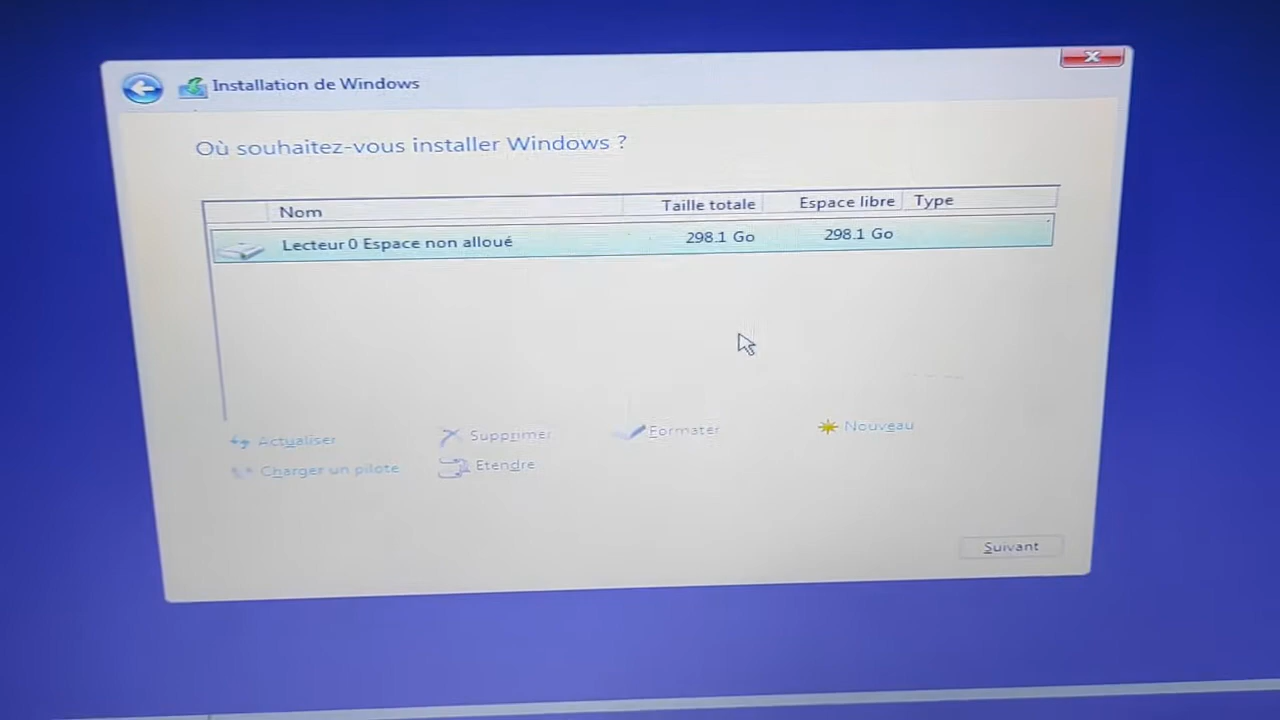 Installation de Windows
Où souhaitez-vous installer Windows ?
Nom Taille totale Espace libre Type
Lecteur 0 Espace non alloué 298.1 Go 298.1 Go
Actualiser Supprimer Formater Nouveau
Charger un pilote Etendre
Suivant